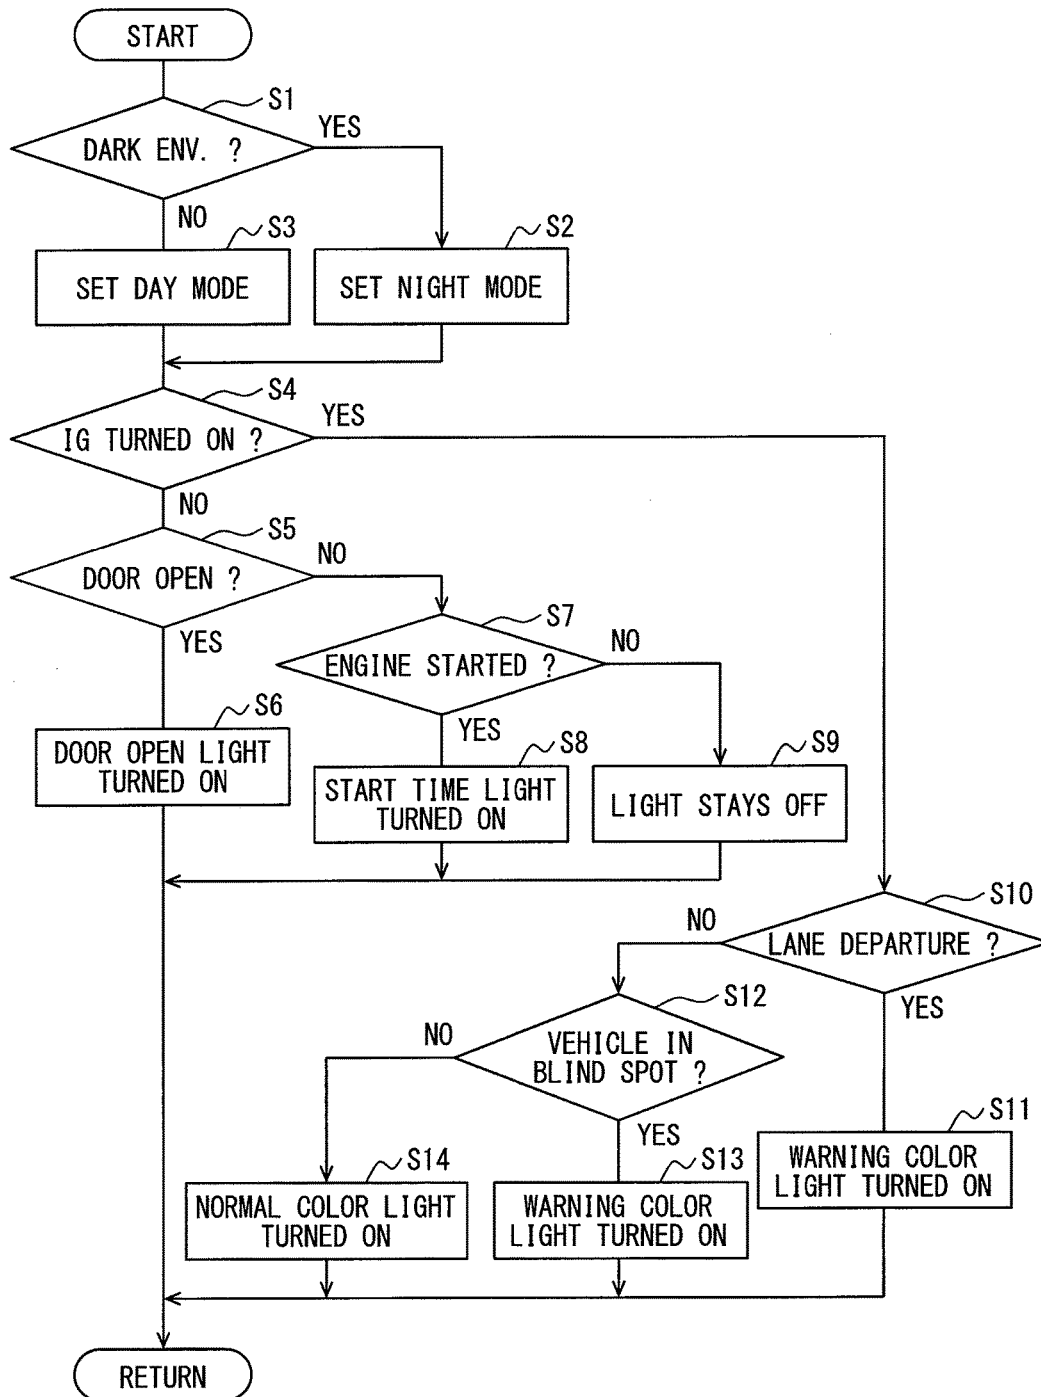 START
S1
DARK ENV. ?
YES
NO
S3
SET DAY MODE
S2
SET NIGHT MODE
S4
IG TURNED ON ?
YES
NO
S5
DOOR OPEN ?
NO
YES
S7
ENGINE STARTED ?
NO
YES
S6
DOOR OPEN LIGHT
TURNED ON
S8
START TIME LIGHT
TURNED ON
S9
LIGHT STAYS OFF
S10
LANE DEPARTURE ?
NO
YES
S12
VEHICLE IN
BLIND SPOT ?
NO
YES
S11
WARNING COLOR
LIGHT TURNED ON
S14
NORMAL COLOR LIGHT
TURNED ON
S13
WARNING COLOR
LIGHT TURNED ON
RETURN